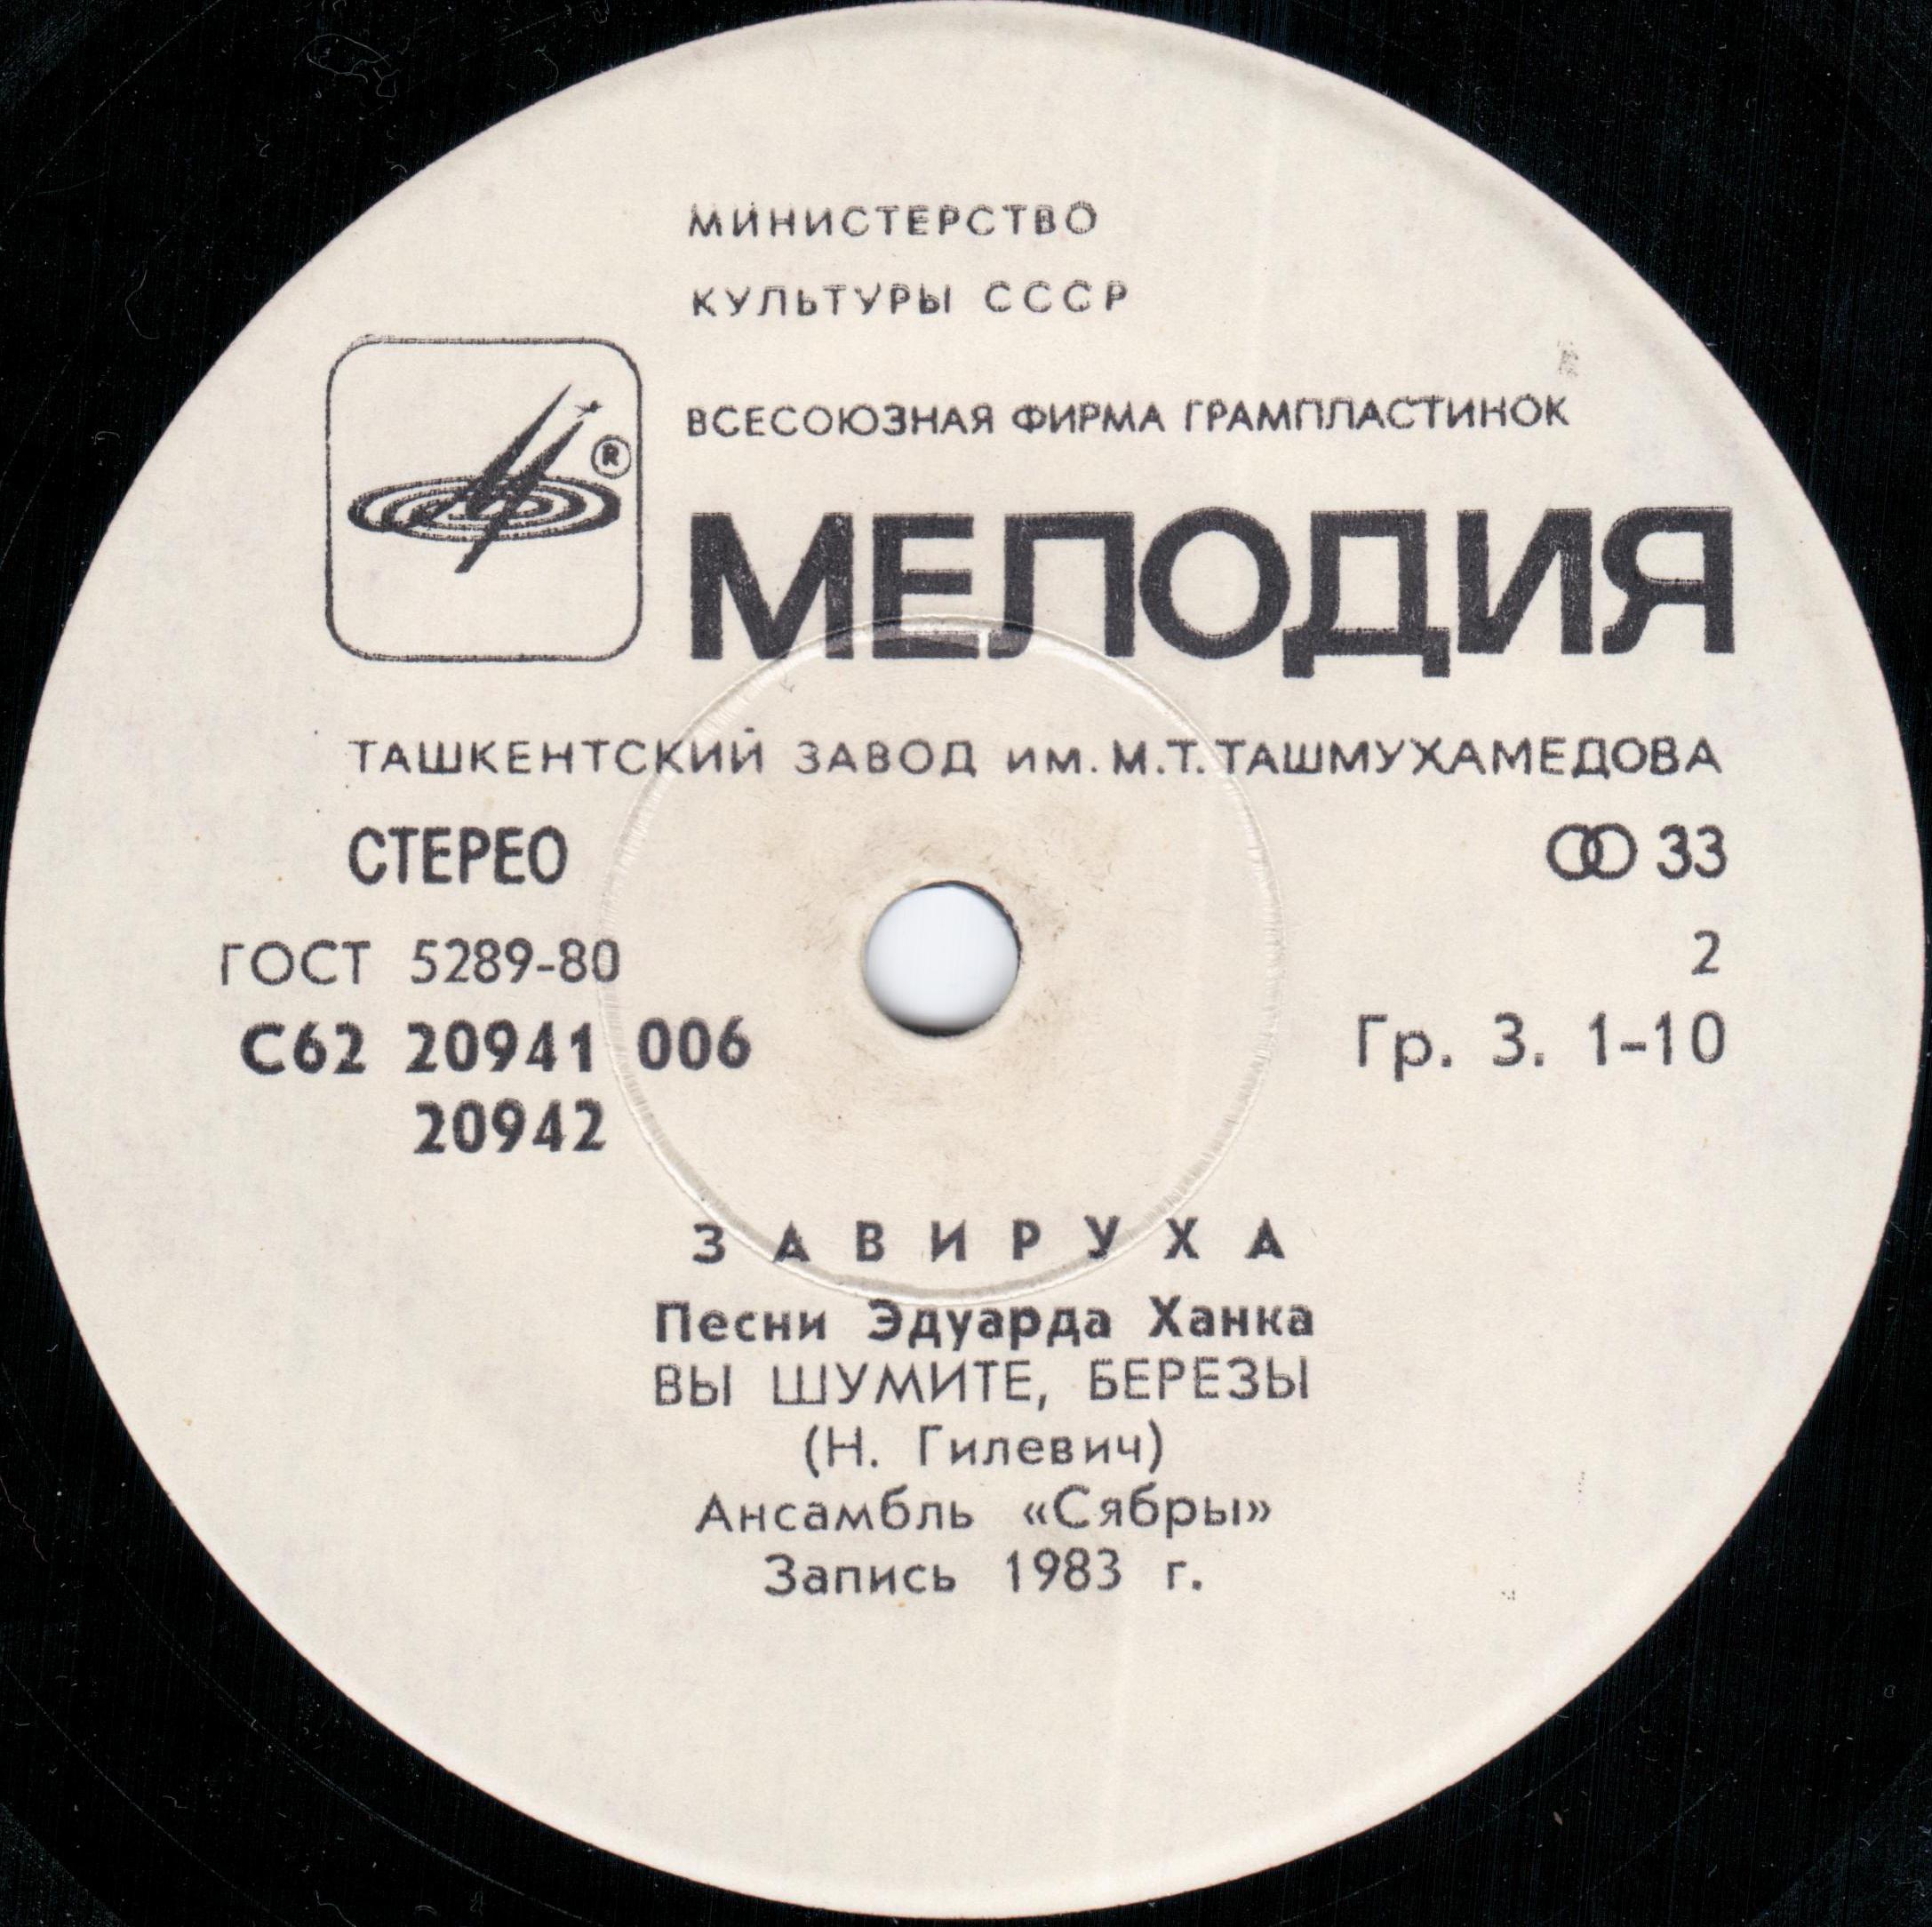 МИНИСТЕРСТВО
КУЛЬТУРЫ СССР
ВСЕСОЮЗНАЯ ФИРМА ГРАМПЛАСТИНОК
®
МЕЛОДИЯ
ТАШКЕНТСКИЙ ЗАВОД им. М.Т. ТАШМУХАМЕДОВА
СТЕРЕО 33
ГОСТ 5289-80 2
С62 20941 006 Гр. 3. 1-10
20942
ЗАВИРУХА
Песни Эдуарда Ханка
ВЫ ШУМИТЕ, БЕРЕЗЫ
(Н. Гилевич)
Ансамбль «Сябры»
Запись 1983 г.